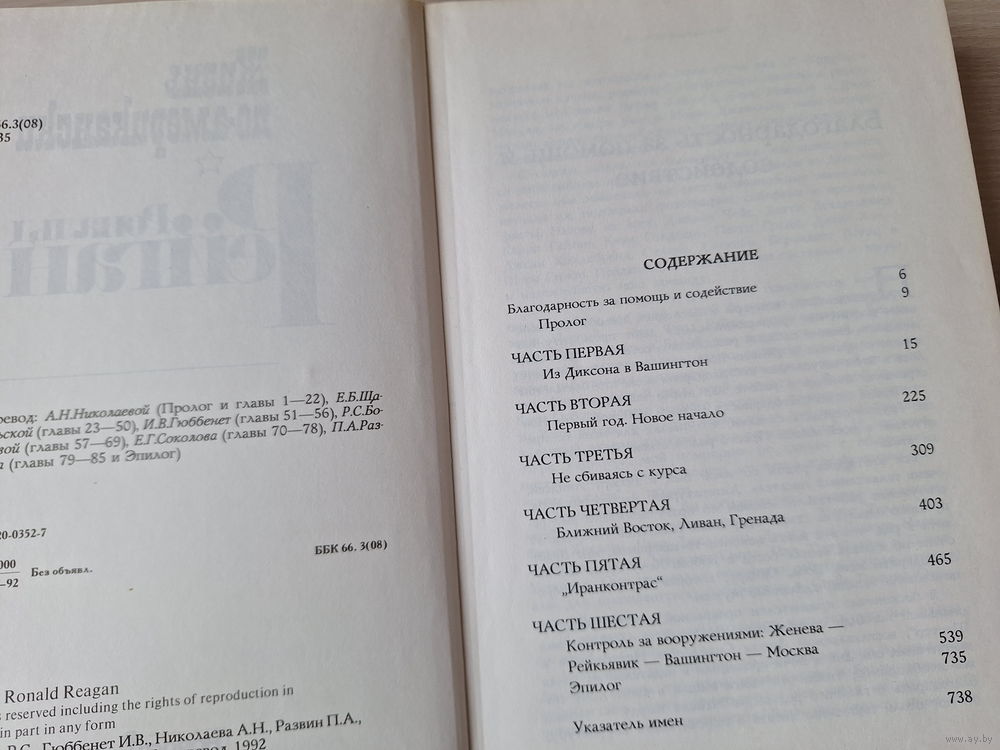 66.3(08)
35
А.Н.Николаевой (Пролог и главы 1—22), Е.Б.Ща-
(главы 23—50), И.В.Гюббенет (главы 51—56), Р.С.Бо-
(главы 57—69), Е.Г.Соколова (главы 70—78), П.А.Раз-
(главы 79—85 и Эпилог)
20-0352-7
000
—92
Без объявл.
ББК 66. 3(08)
Ronald Reagan
reserved including the rights of reproduction in
in part in any form
Р.С., Гюббенет И.В., Николаева А.Н., Развин П.А.,
1992
СОДЕРЖАНИЕ
Благодарность за помощь и содействие 6
Пролог 9
ЧАСТЬ ПЕРВАЯ
Из Диксона в Вашингтон 15
ЧАСТЬ ВТОРАЯ
Первый год. Новое начало 225
ЧАСТЬ ТРЕТЬЯ
Не сбиваясь с курса 309
ЧАСТЬ ЧЕТВЕРТАЯ
Ближний Восток, Ливан, Гренада 403
ЧАСТЬ ПЯТАЯ
„Иранконтрас“ 465
ЧАСТЬ ШЕСТАЯ
Контроль за вооружениями: Женева —
Рейкьявик — Вашингтон — Москва 539
Эпилог 735
Указатель имен 738
www.ay.by